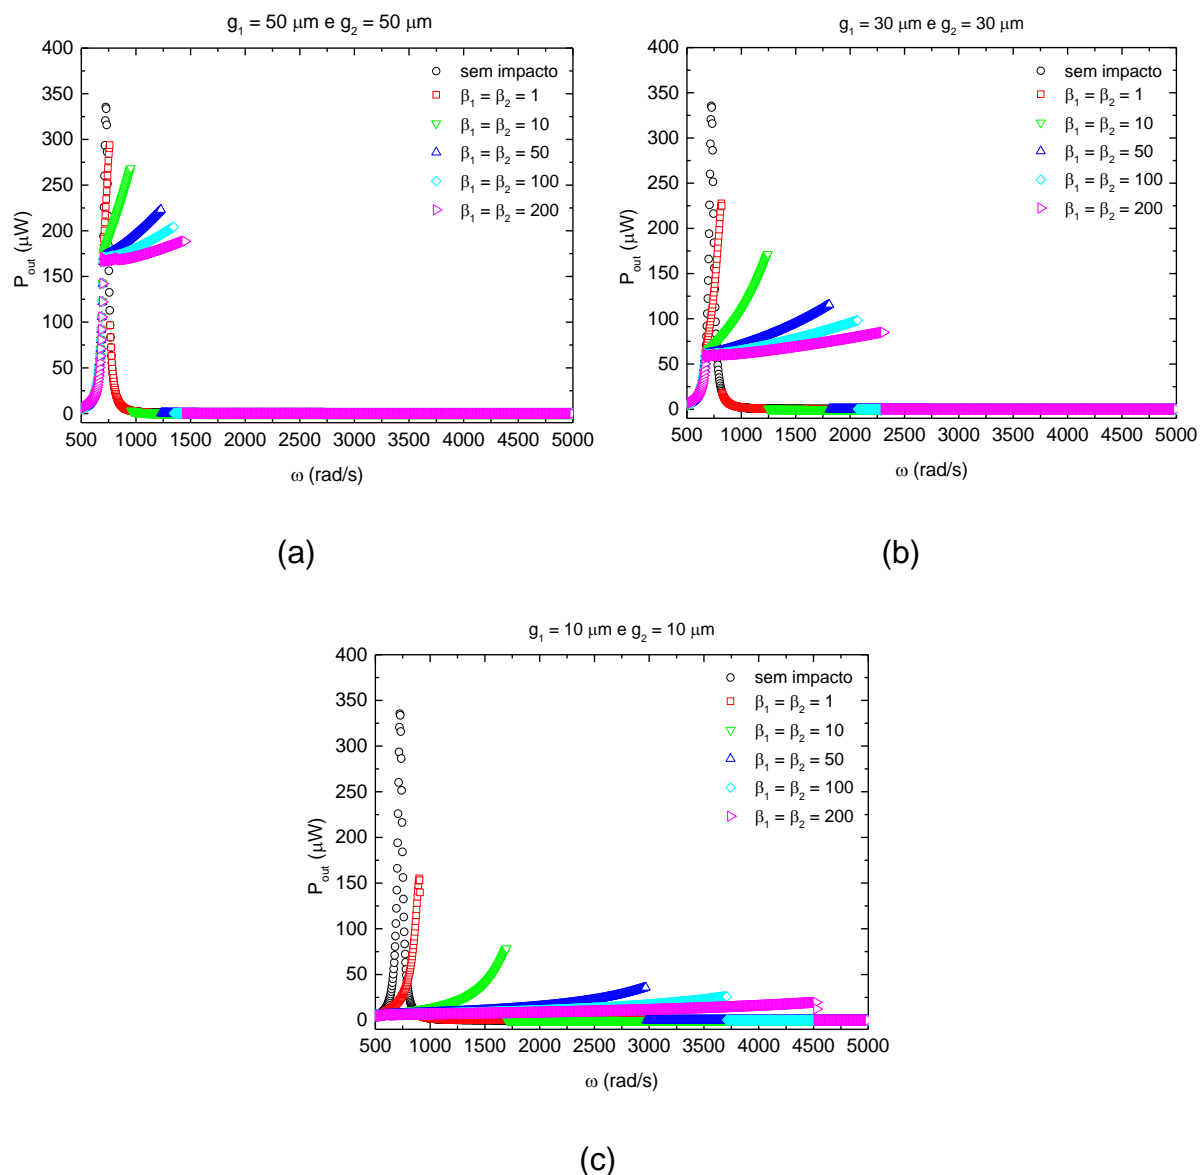 g₁ = 50 μm e g₂ = 50 μm
400
350
300
250
200
150
100
50
0
P_out (μW)
sem impacto
β₁ = β₂ = 1
β₁ = β₂ = 10
β₁ = β₂ = 50
β₁ = β₂ = 100
β₁ = β₂ = 200
500 1000 1500 2000 2500 3000 3500 4000 4500 5000
ω (rad/s)
(a)
g₁ = 30 μm e g₂ = 30 μm
400
350
300
250
200
150
100
50
0
P_out (μW)
sem impacto
β₁ = β₂ = 1
β₁ = β₂ = 10
β₁ = β₂ = 50
β₁ = β₂ = 100
β₁ = β₂ = 200
500 1000 1500 2000 2500 3000 3500 4000 4500 5000
ω (rad/s)
(b)
g₁ = 10 μm e g₂ = 10 μm
400
350
300
250
200
150
100
50
0
P_out (μW)
sem impacto
β₁ = β₂ = 1
β₁ = β₂ = 10
β₁ = β₂ = 50
β₁ = β₂ = 100
β₁ = β₂ = 200
500 1000 1500 2000 2500 3000 3500 4000 4500 5000
ω (rad/s)
(c)